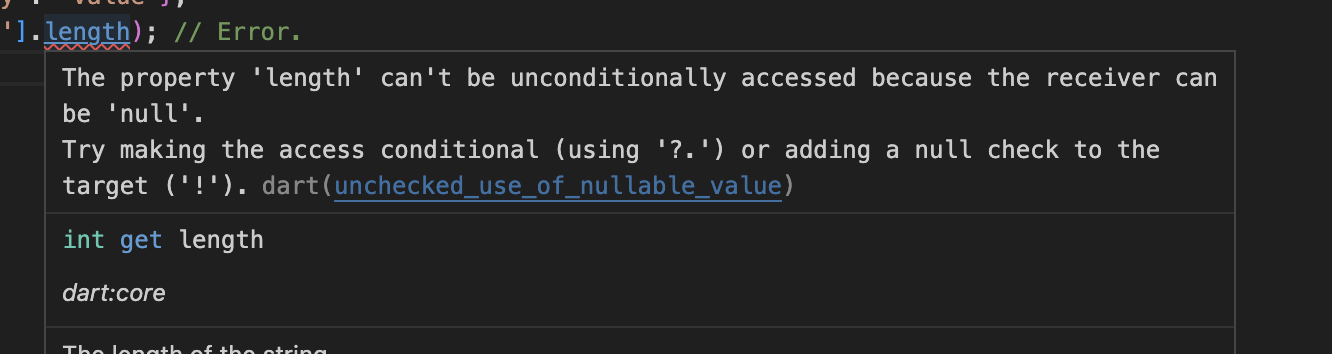 y': 'value'};
'].length); // Error.
The property 'length' can't be unconditionally accessed because the receiver can
be 'null'.
Try making the access conditional (using '?.') or adding a null check to the
target ('!'). dart(unchecked_use_of_nullable_value)
int get length
dart:core
The length of the string.